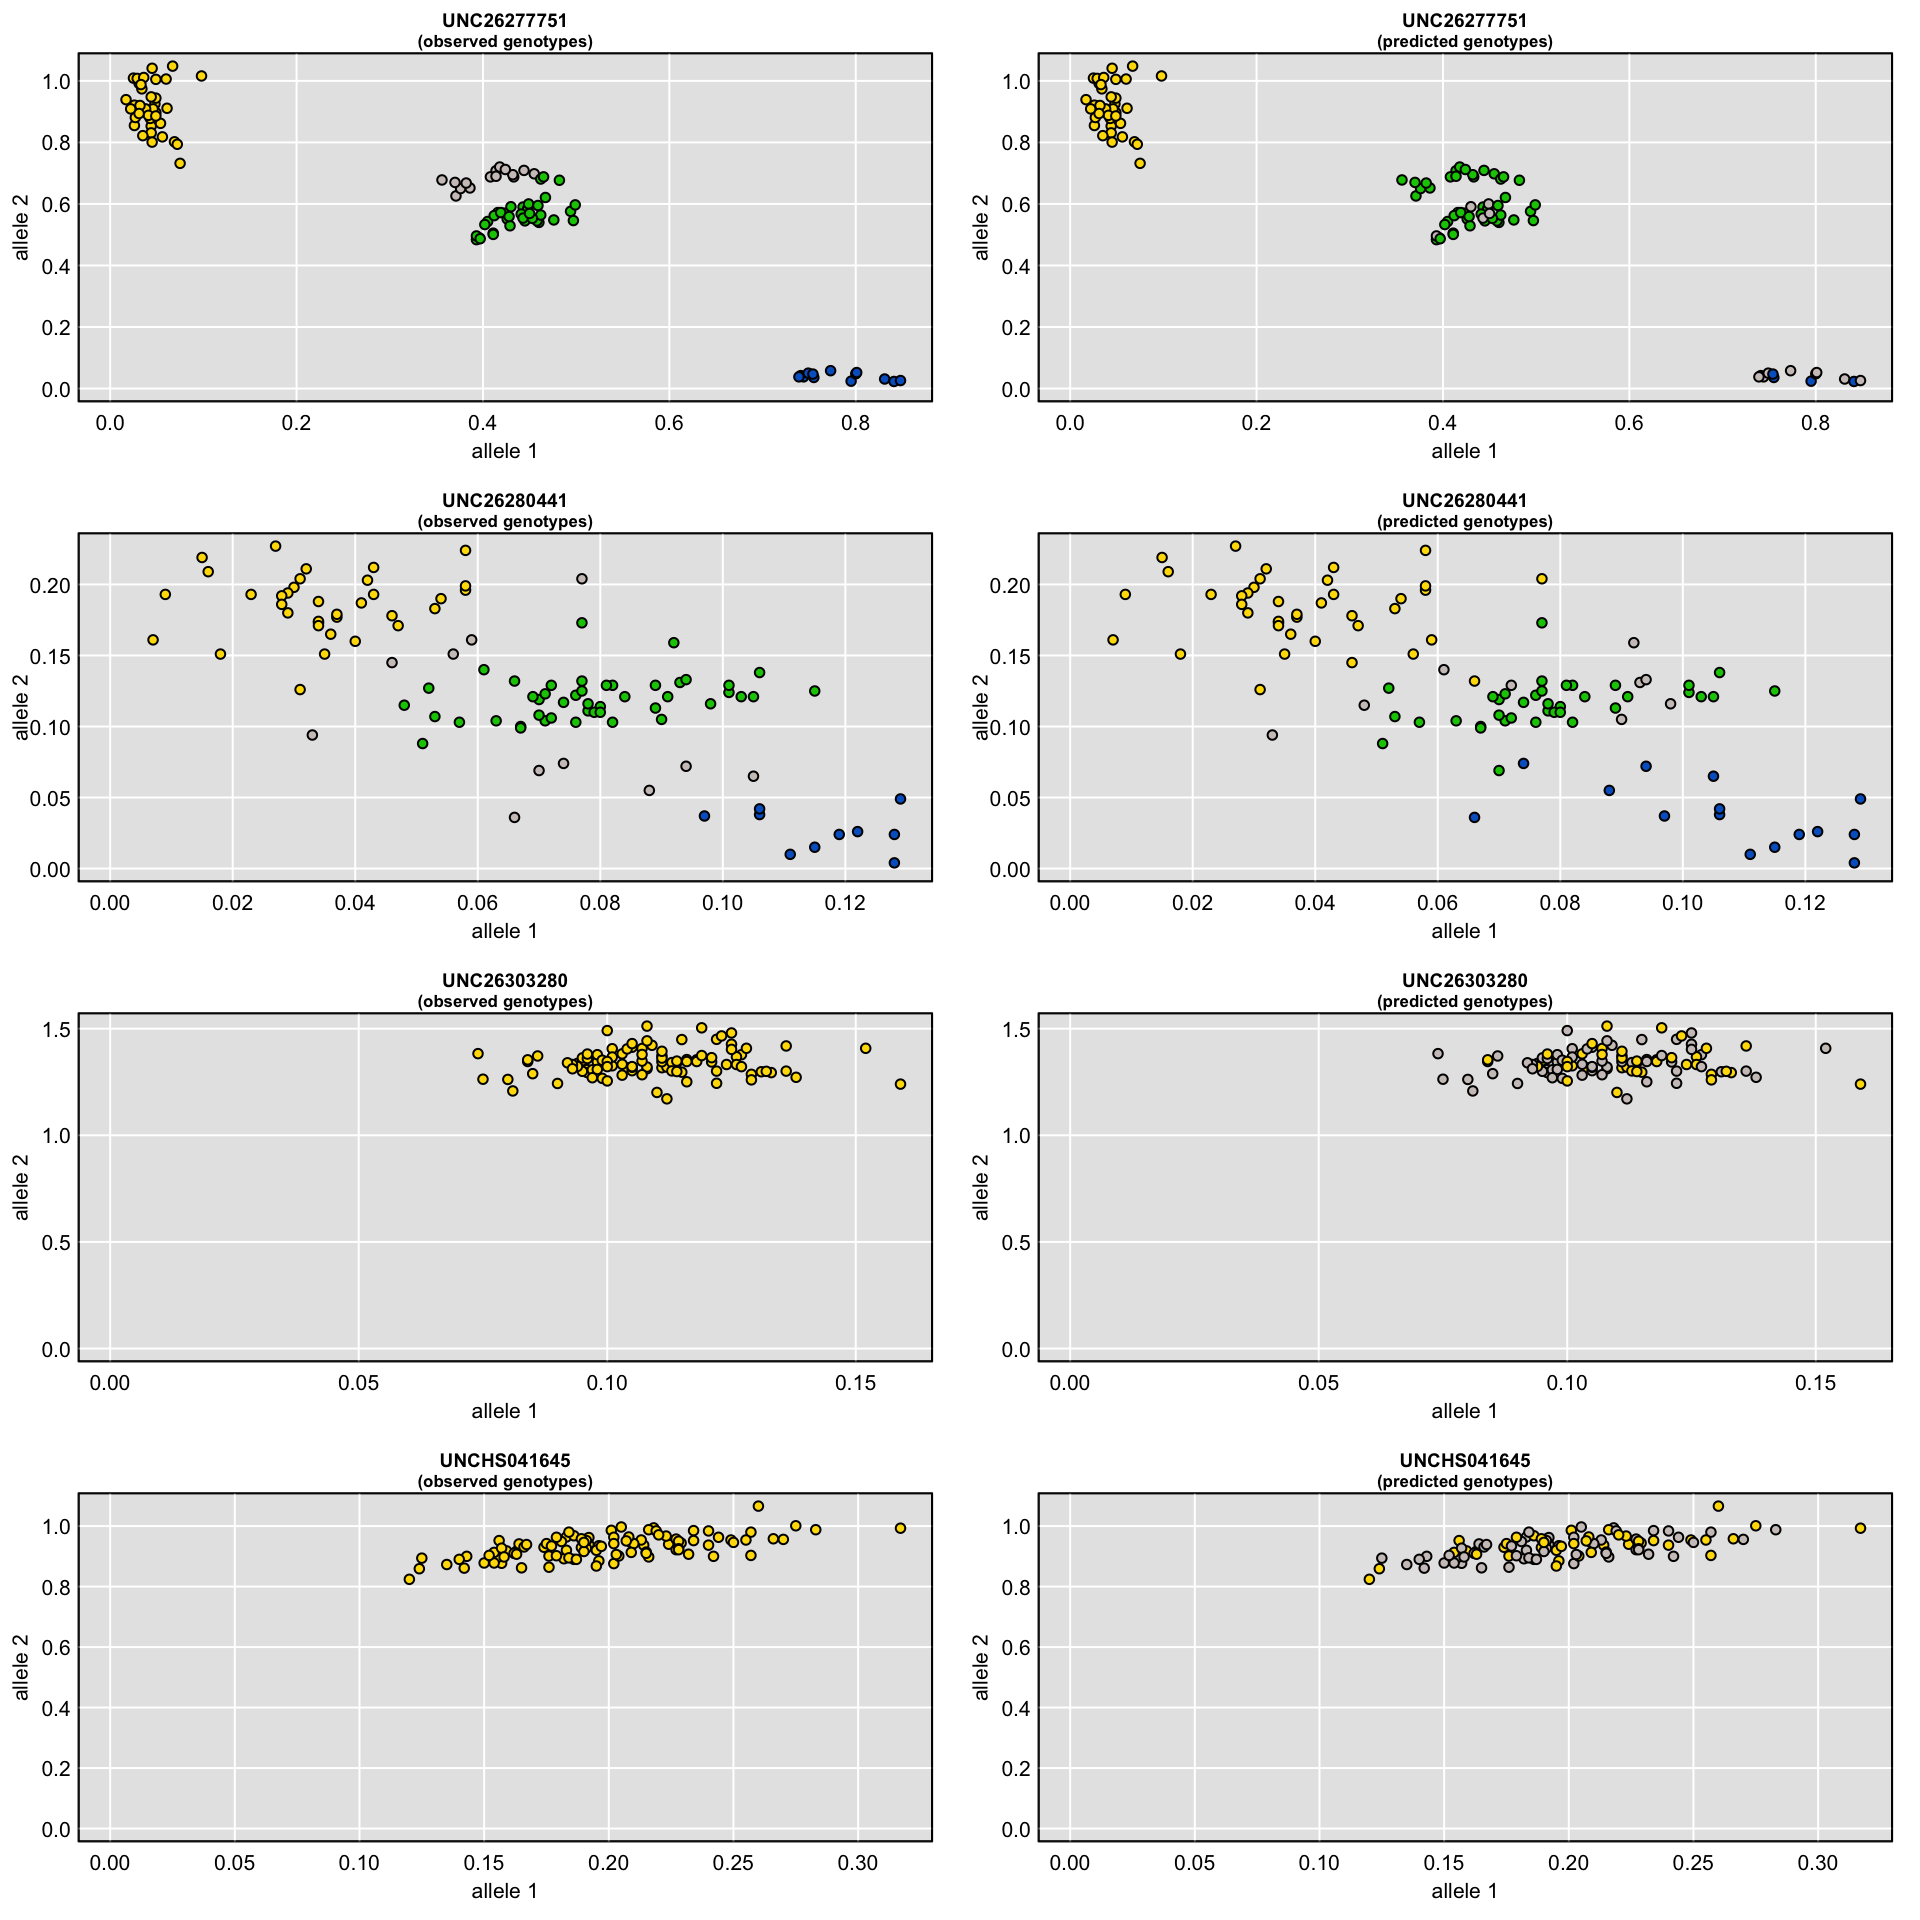 UNC26277751
(observed genotypes)
1.0
0.8
0.6
0.4
0.2
0.0
allele 2
0.0 0.2 0.4 0.6 0.8
allele 1
UNC26277751
(predicted genotypes)
1.0
0.8
0.6
0.4
0.2
0.0
allele 2
0.0 0.2 0.4 0.6 0.8
allele 1
UNC26280441
(observed genotypes)
0.20
0.15
0.10
0.05
0.00
allele 2
0.00 0.02 0.04 0.06 0.08 0.10 0.12
allele 1
UNC26280441
(predicted genotypes)
0.20
0.15
0.10
0.05
0.00
allele 2
0.00 0.02 0.04 0.06 0.08 0.10 0.12
allele 1
UNC26303280
(observed genotypes)
1.5
1.0
0.5
0.0
allele 2
0.00 0.05 0.10 0.15
allele 1
UNC26303280
(predicted genotypes)
1.5
1.0
0.5
0.0
allele 2
0.00 0.05 0.10 0.15
allele 1
UNCHS041645
(observed genotypes)
1.0
0.8
0.6
0.4
0.2
0.0
allele 2
0.00 0.05 0.10 0.15 0.20 0.25 0.30
allele 1
UNCHS041645
(predicted genotypes)
1.0
0.8
0.6
0.4
0.2
0.0
allele 2
0.00 0.05 0.10 0.15 0.20 0.25 0.30
allele 1